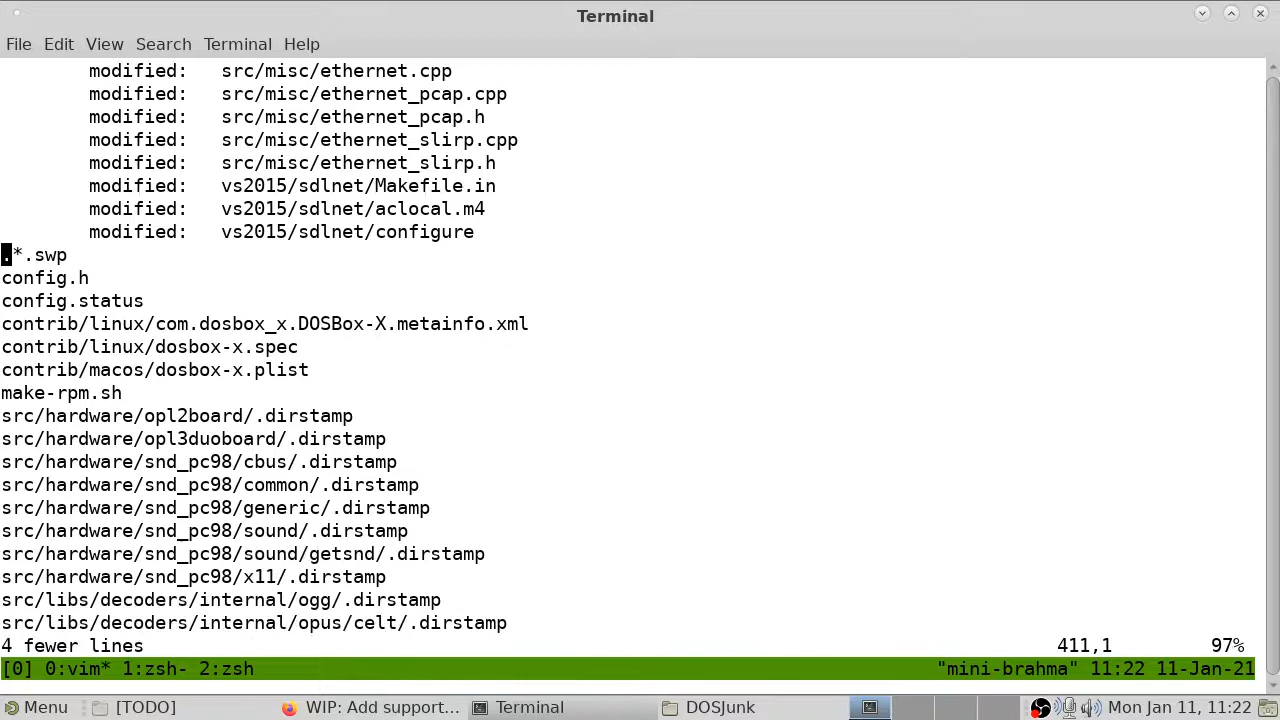 Terminal
File Edit View Search Terminal Help
modified: src/misc/ethernet.cpp
modified: src/misc/ethernet_pcap.cpp
modified: src/misc/ethernet_pcap.h
modified: src/misc/ethernet_slirp.cpp
modified: src/misc/ethernet_slirp.h
modified: vs2015/sdlnet/Makefile.in
modified: vs2015/sdlnet/aclocal.m4
modified: vs2015/sdlnet/configure
.*.swp
config.h
config.status
contrib/linux/com.dosbox_x.DOSBox-X.metainfo.xml
contrib/linux/dosbox-x.spec
contrib/macos/dosbox-x.plist
make-rpm.sh
src/hardware/opl2board/.dirstamp
src/hardware/opl3duoboard/.dirstamp
src/hardware/snd_pc98/cbus/.dirstamp
src/hardware/snd_pc98/common/.dirstamp
src/hardware/snd_pc98/generic/.dirstamp
src/hardware/snd_pc98/sound/.dirstamp
src/hardware/snd_pc98/sound/getsnd/.dirstamp
src/hardware/snd_pc98/x11/.dirstamp
src/libs/decoders/internal/ogg/.dirstamp
src/libs/decoders/internal/opus/celt/.dirstamp
4 fewer lines 411,1 97%
[0] 0:vim* 1:zsh- 2:zsh "mini-brahma" 11:22 11-Jan-21
Menu [TODO] WIP: Add support... Terminal DOSJunk Mon Jan 11, 11:22